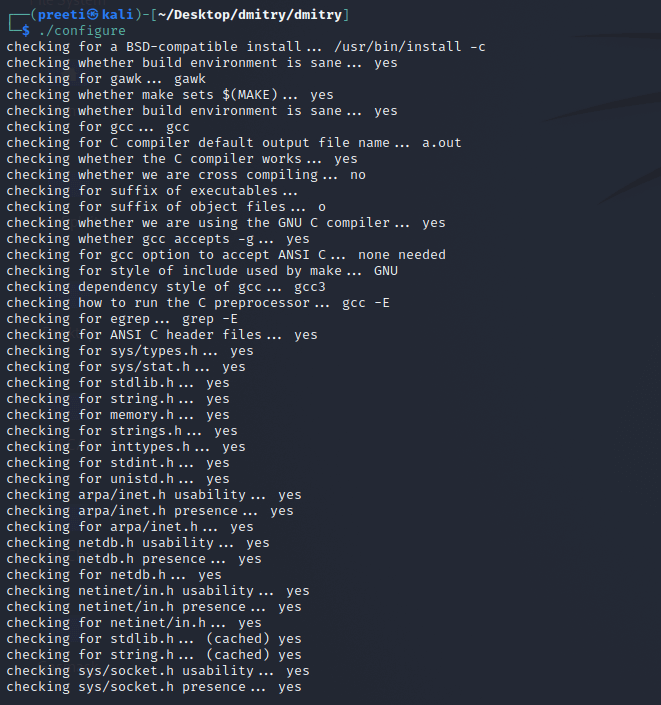 ┌──(preeti㉿kali)-[~/Desktop/dmitry/dmitry]
└─$ ./configure
checking for a BSD-compatible install... /usr/bin/install -c
checking whether build environment is sane... yes
checking for gawk... gawk
checking whether make sets $(MAKE)... yes
checking whether build environment is sane... yes
checking for gcc... gcc
checking for C compiler default output file name... a.out
checking whether the C compiler works... yes
checking whether we are cross compiling... no
checking for suffix of executables...
checking for suffix of object files... o
checking whether we are using the GNU C compiler... yes
checking whether gcc accepts -g... yes
checking for gcc option to accept ANSI C... none needed
checking for style of include used by make... GNU
checking dependency style of gcc... gcc3
checking how to run the C preprocessor... gcc -E
checking for egrep... grep -E
checking for ANSI C header files... yes
checking for sys/types.h... yes
checking for sys/stat.h... yes
checking for stdlib.h... yes
checking for string.h... yes
checking for memory.h... yes
checking for strings.h... yes
checking for inttypes.h... yes
checking for stdint.h... yes
checking for unistd.h... yes
checking arpa/inet.h usability... yes
checking arpa/inet.h presence... yes
checking for arpa/inet.h... yes
checking netdb.h usability... yes
checking netdb.h presence... yes
checking for netdb.h... yes
checking netinet/in.h usability... yes
checking netinet/in.h presence... yes
checking for netinet/in.h... yes
checking for stdlib.h... (cached) yes
checking for string.h... (cached) yes
checking sys/socket.h usability... yes
checking sys/socket.h presence... yes